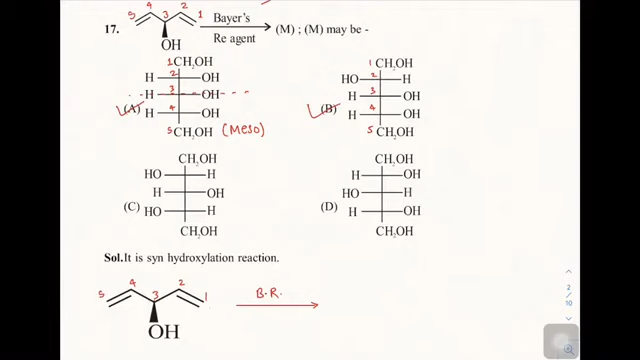 5 4 3 2 1
17. OH Bayer's Re agent (M) ; (M) may be -
1 CH2OH 1 CH2OH
H 2 OH HO 2 H
H 3 OH H 3 OH
(A) H 4 OH (B) H 4 OH
5 CH2OH (Meso) 5 CH2OH
CH2OH CH2OH
HO H H OH
H OH HO H
(C) HO H (D) H OH
CH2OH CH2OH
Sol. It is syn hydroxylation reaction.
5 4 3 2 1 B.R.
OH
2
10